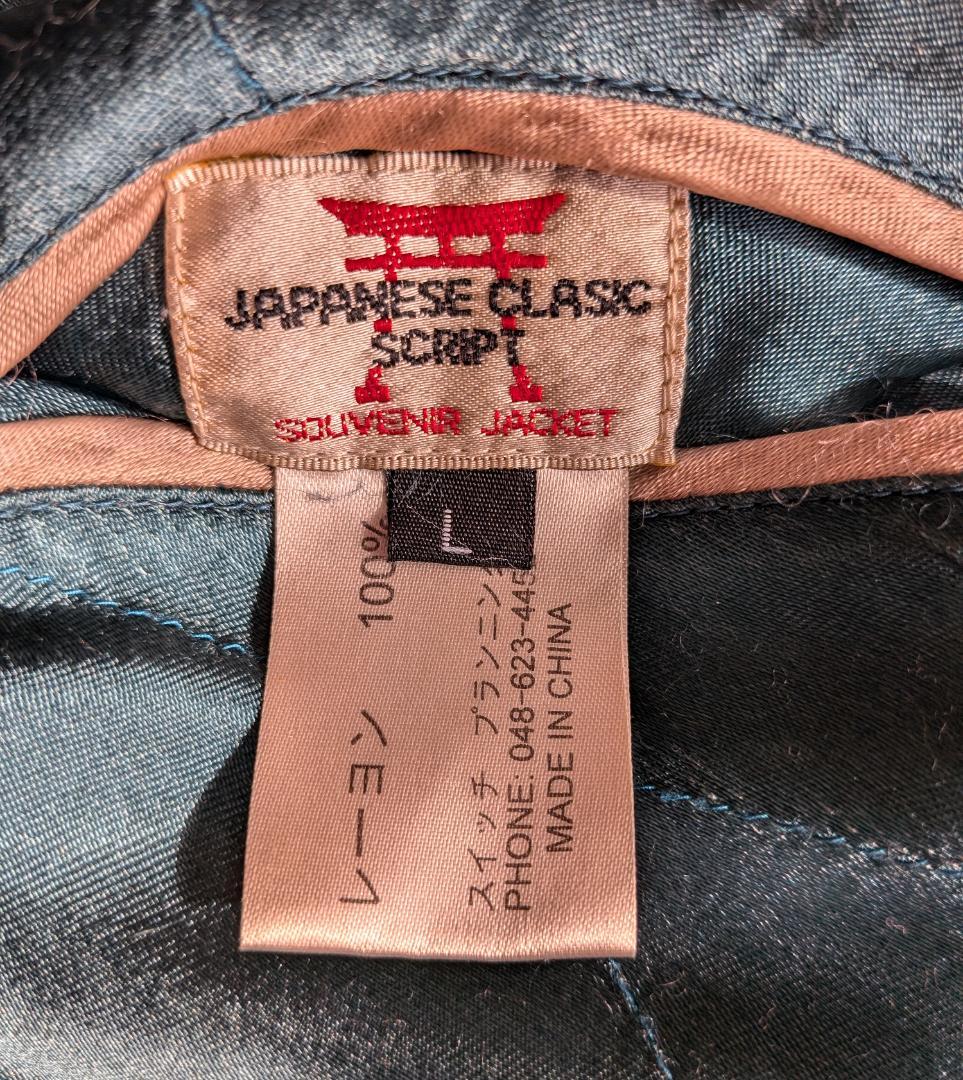 JAPANESE CLASIC
SCRIPT
SOUVENIR JACKET
L
レーヨン 100%
スイッチ プランニン
PHONE: 048-623-445
MADE IN CHINA